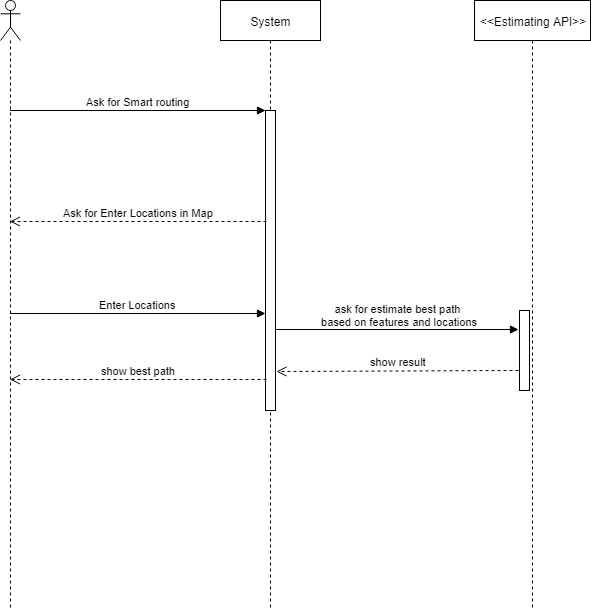 System
<<Estimating API>>
Ask for Smart routing
Ask for Enter Locations in Map
Enter Locations
ask for estimate best path
based on features and locations
show result
show best path